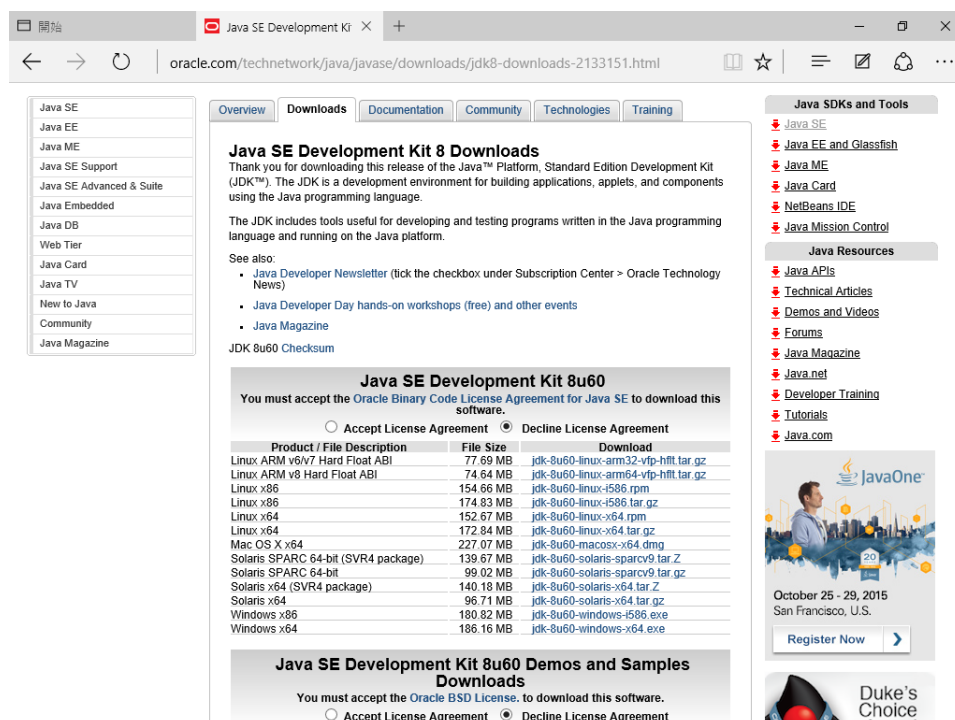 開始
Java SE Development Ki
oracle.com/technetwork/java/javase/downloads/jdk8-downloads-2133151.html
Java SE
Java EE
Java ME
Java SE Support
Java SE Advanced & Suite
Java Embedded
Java DB
Web Tier
Java Card
Java TV
New to Java
Community
Java Magazine
Overview
Downloads
Documentation
Community
Technologies
Training
Java SE Development Kit 8 Downloads
Thank you for downloading this release of the Java™ Platform, Standard Edition Development Kit
(JDK™). The JDK is a development environment for building applications, applets, and components
using the Java programming language.
The JDK includes tools useful for developing and testing programs written in the Java programming
language and running on the Java platform.
See also:
• Java Developer Newsletter (tick the checkbox under Subscription Center > Oracle Technology
News)
• Java Developer Day hands-on workshops (free) and other events
• Java Magazine
JDK 8u60 Checksum
Java SE Development Kit 8u60
You must accept the Oracle Binary Code License Agreement for Java SE to download this
software.
Accept License Agreement Decline License Agreement
Product / File Description File Size Download
Linux ARM v6/v7 Hard Float ABI 77.69 MB jdk-8u60-linux-arm32-vfp-hflt.tar.gz
Linux ARM v8 Hard Float ABI 74.64 MB jdk-8u60-linux-arm64-vfp-hflt.tar.gz
Linux x86 154.66 MB jdk-8u60-linux-i586.rpm
Linux x86 174.83 MB jdk-8u60-linux-i586.tar.gz
Linux x64 152.67 MB jdk-8u60-linux-x64.rpm
Linux x64 172.84 MB jdk-8u60-linux-x64.tar.gz
Mac OS X x64 227.07 MB jdk-8u60-macosx-x64.dmg
Solaris SPARC 64-bit (SVR4 package) 139.67 MB jdk-8u60-solaris-sparcv9.tar.Z
Solaris SPARC 64-bit 99.02 MB jdk-8u60-solaris-sparcv9.tar.gz
Solaris x64 (SVR4 package) 140.18 MB jdk-8u60-solaris-x64.tar.Z
Solaris x64 96.71 MB jdk-8u60-solaris-x64.tar.gz
Windows x86 180.82 MB jdk-8u60-windows-i586.exe
Windows x64 186.16 MB jdk-8u60-windows-x64.exe
Java SE Development Kit 8u60 Demos and Samples
Downloads
You must accept the Oracle BSD License. to download this software.
Accept License Agreement Decline License Agreement
Java SDKs and Tools
Java SE
Java EE and Glassfish
Java ME
Java Card
NetBeans IDE
Java Mission Control
Java Resources
Java APIs
Technical Articles
Demos and Videos
Forums
Java Magazine
Java.net
Developer Training
Tutorials
Java.com
JavaOne™
20
October 25 - 29, 2015
San Francisco, U.S.
Register Now
Duke's
Choice